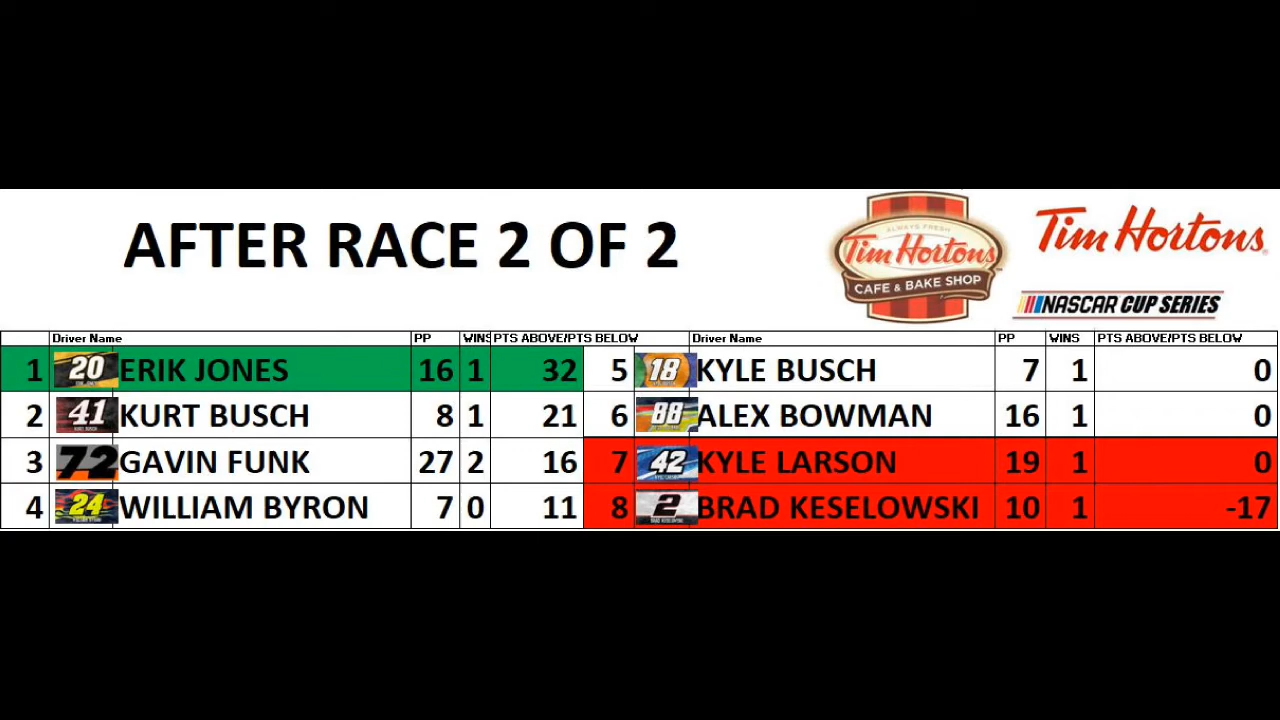 AFTER RACE 2 OF 2
ALWAYS FRESH
Tim Hortons
CAFE & BAKE SHOP
Tim Hortons
NASCAR CUP SERIES
Driver Name PP WINS PTS ABOVE/PTS BELOW Driver Name PP WINS PTS ABOVE/PTS BELOW
1 20 ERIK JONES 16 1 32 5 18 KYLE BUSCH 7 1 0
2 41 KURT BUSCH 8 1 21 6 88 ALEX BOWMAN 16 1 0
3 72 GAVIN FUNK 27 2 16 7 42 KYLE LARSON 19 1 0
4 24 WILLIAM BYRON 7 0 11 8 2 BRAD KESELOWSKI 10 1 -17